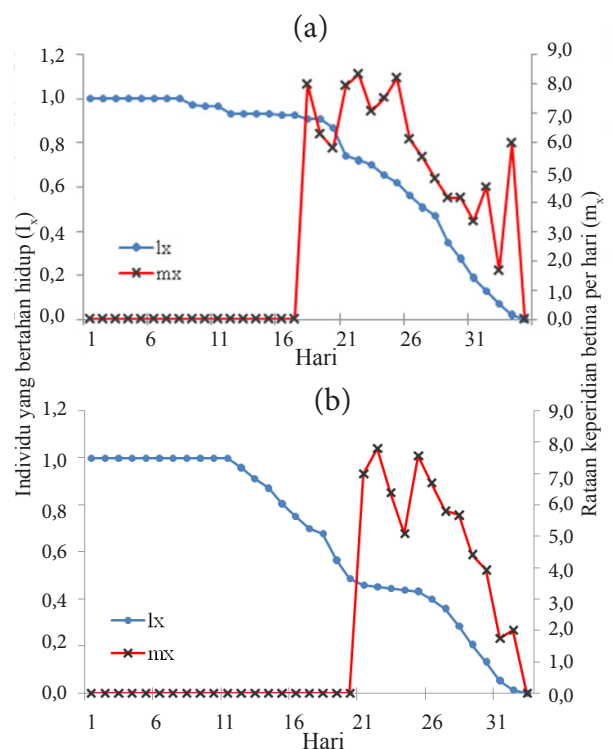 (a)
1,2
1,0
0,8
0,6
0,4
0,2
0,0
9,0
8,0
7,0
6,0
5,0
4,0
3,0
2,0
1,0
0,0
lx
mx
1 6 11 16 21 26 31
Hari
(b)
1,2
1,0
0,8
0,6
0,4
0,2
0,0
9,0
8,0
7,0
6,0
5,0
4,0
3,0
2,0
1,0
0,0
lx
mx
1 6 11 16 21 26 31
Hari
Individu yang bertahan hidup (Iₓ)
Rataan keperidian betina per hari (mₓ)